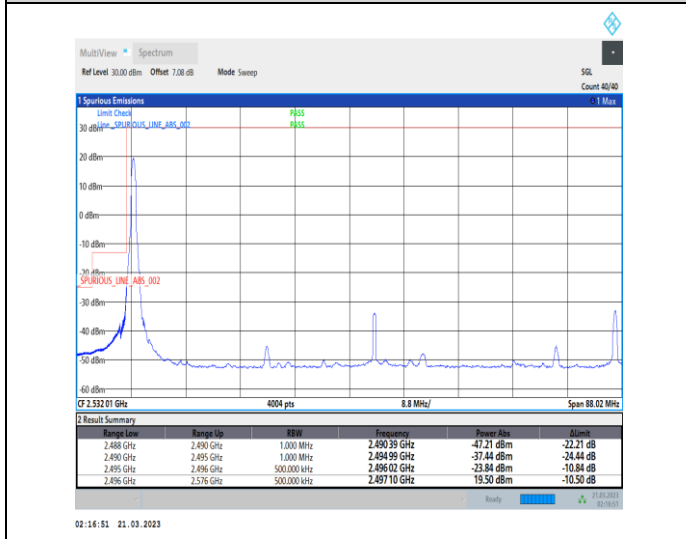 MultiView Spectrum
Ref Level 30.00 dBm Offset 7.08 dB Mode Sweep SGL
Count 40/40
1 Spurious Emissions 1 Max
Limit Check PASS
30 dBm Line _SPURIOUS_LINE_ABS_002 PASS
20 dBm
10 dBm
0 dBm
-10 dBm
-20 dBm
_SPURIOUS_LINE_ABS_002
-30 dBm
-40 dBm
-50 dBm
-60 dBm
CF 2.532 01 GHz 4004 pts 8.8 MHz/ Span 88.02 MHz
2 Result Summary
Range Low Range Up RBW Frequency Power Abs ΔLimit
2.488 GHz 2.490 GHz 1.000 MHz 2.490 39 GHz -47.21 dBm -22.21 dB
2.490 GHz 2.495 GHz 1.000 MHz 2.494 99 GHz -37.44 dBm -24.44 dB
2.495 GHz 2.496 GHz 500.000 kHz 2.496 02 GHz -23.84 dBm -10.84 dB
2.496 GHz 2.576 GHz 500.000 kHz 2.497 10 GHz 19.50 dBm -10.50 dB
Ready 21.03.2023
02:16:51
02:16:51 21.03.2023